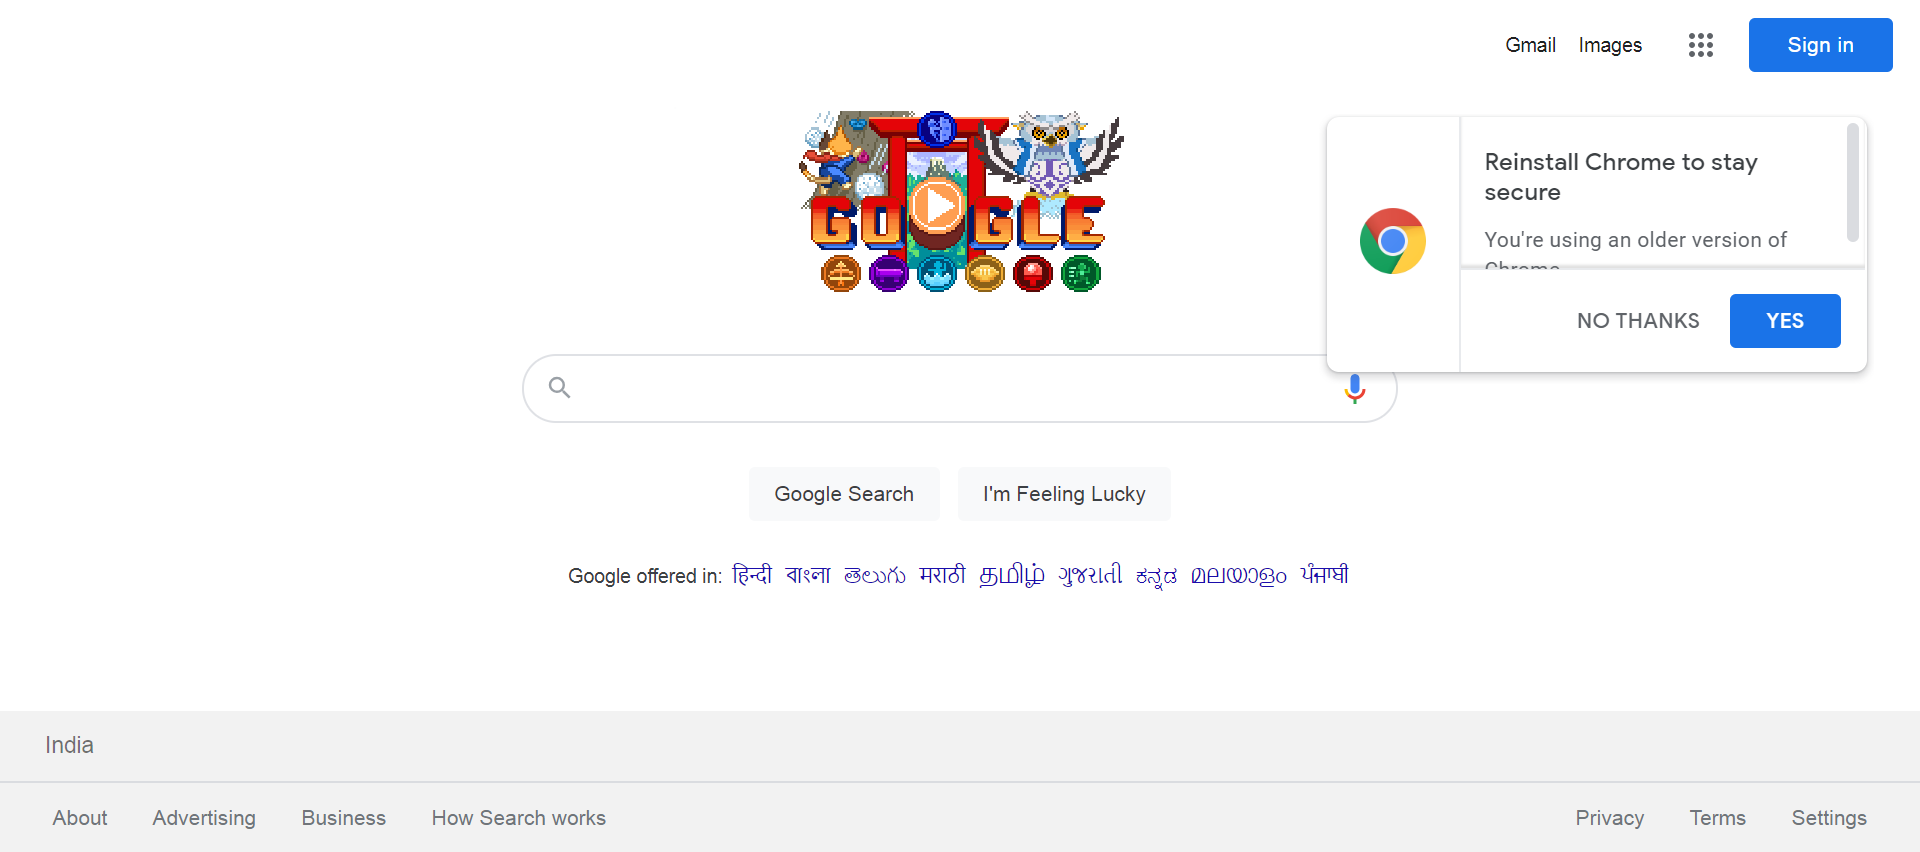 Gmail Images Sign in
GOOGLE
Reinstall Chrome to stay
secure
You're using an older version of
Chrome
NO THANKS YES
Google Search I'm Feeling Lucky
Google offered in: हिन्दी বাংলা తెలుగు मराठी தமிழ் ગુજરાતી ಕನ್ನಡ മലയാളം ਪੰਜਾਬੀ
India
About Advertising Business How Search works Privacy Terms Settings